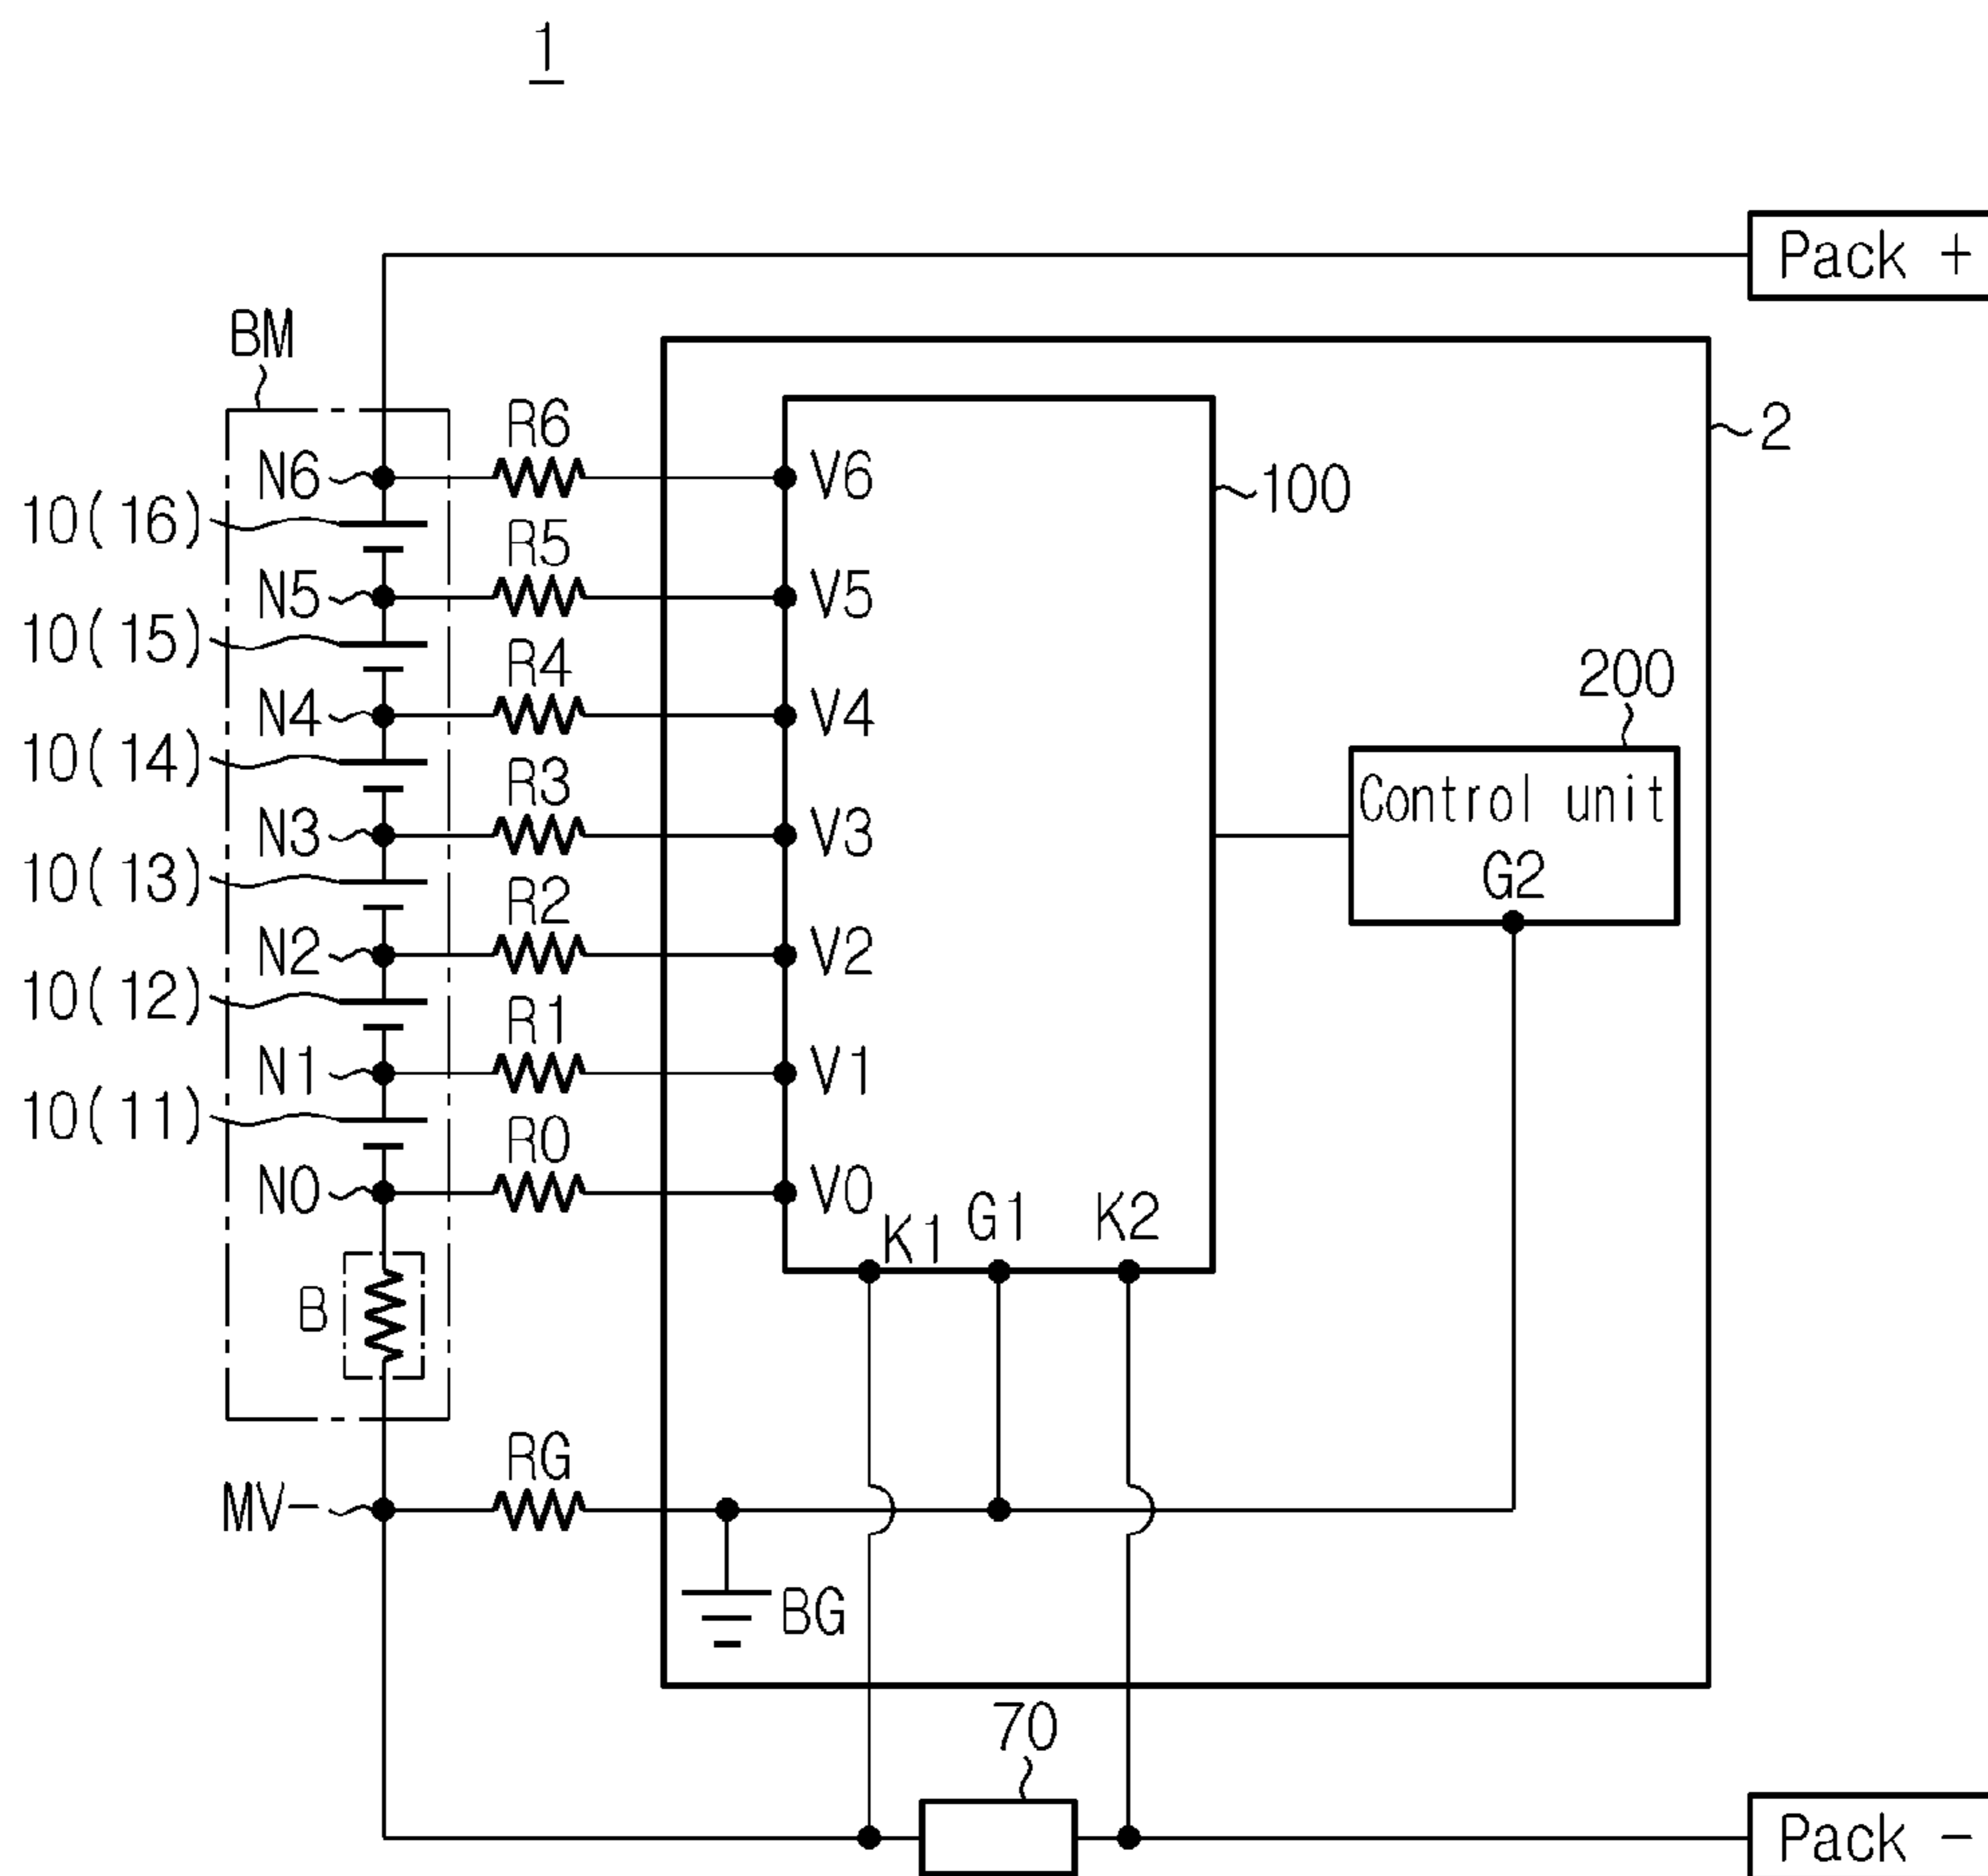 1
Pack +
BM
R6
2
N6
V6
100
10(16)
R5
N5
V5
10(15)
R4
200
N4
V4
10(14)
R3
Control unit
N3
V3
10(13)
R2
G2
N2
V2
10(12)
R1
N1
V1
10(11)
R0
N0
V0
K1
G1
K2
B
RG
MV-
BG
70
Pack -